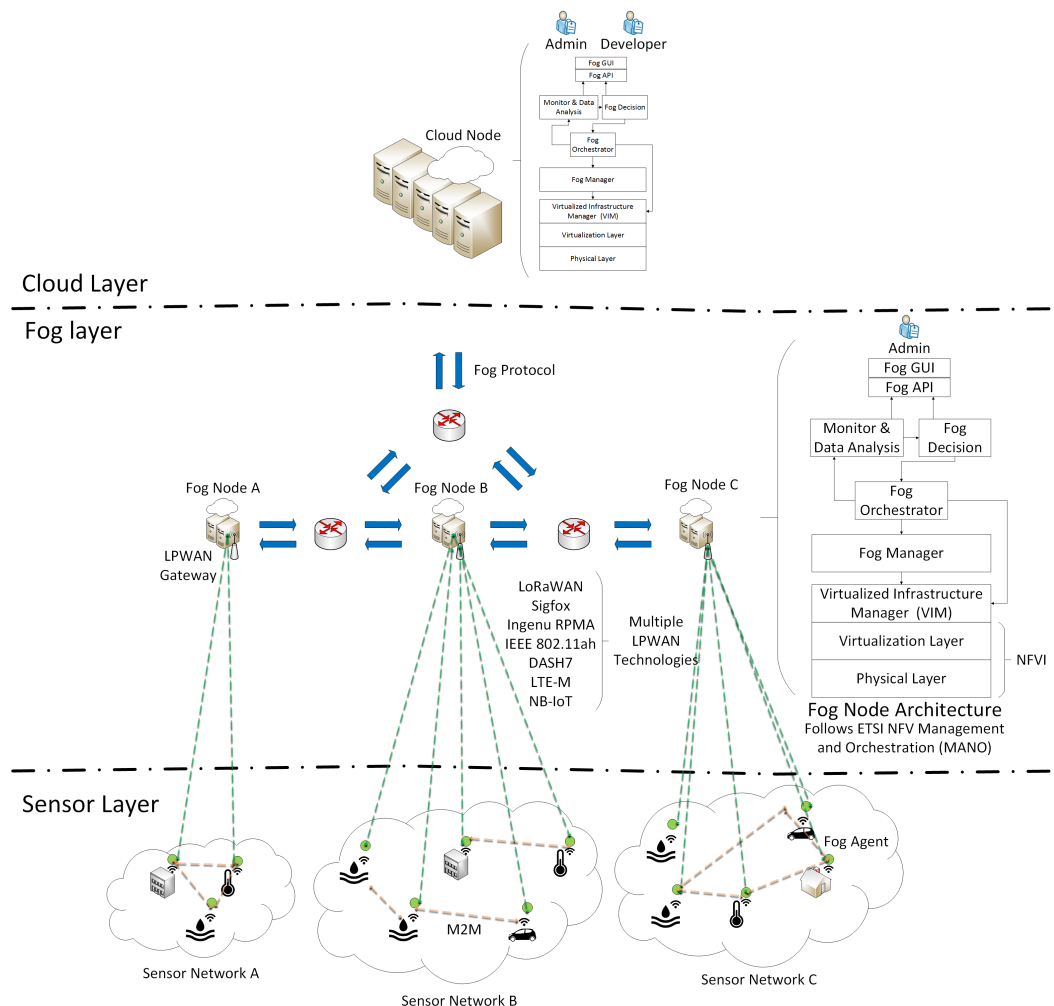 Admin
Developer
Fog GUI
Fog API
Monitor & Data
Analysis
Fog Decision
Cloud Node
Fog
Orchestrator
Fog Manager
Virtualized Infrastructure
Manager (VIM)
Virtualization Layer
Physical Layer
Cloud Layer
Fog layer
Fog Protocol
Admin
Fog GUI
Fog API
Monitor &
Data Analysis
Fog
Decision
Fog
Orchestrator
Fog Manager
Virtualized Infrastructure
Manager (VIM)
Virtualization Layer
Physical Layer
NFVI
Fog Node Architecture
Follows ETSI NFV Management
and Orchestration (MANO)
Fog Node A
Fog Node B
Fog Node C
LPWAN
Gateway
LoRaWAN
Sigfox
Ingenu RPMA
IEEE 802.11ah
DASH7
LTE-M
NB-IoT
Multiple
LPWAN
Technologies
Sensor Layer
Fog Agent
M2M
Sensor Network A
Sensor Network B
Sensor Network C